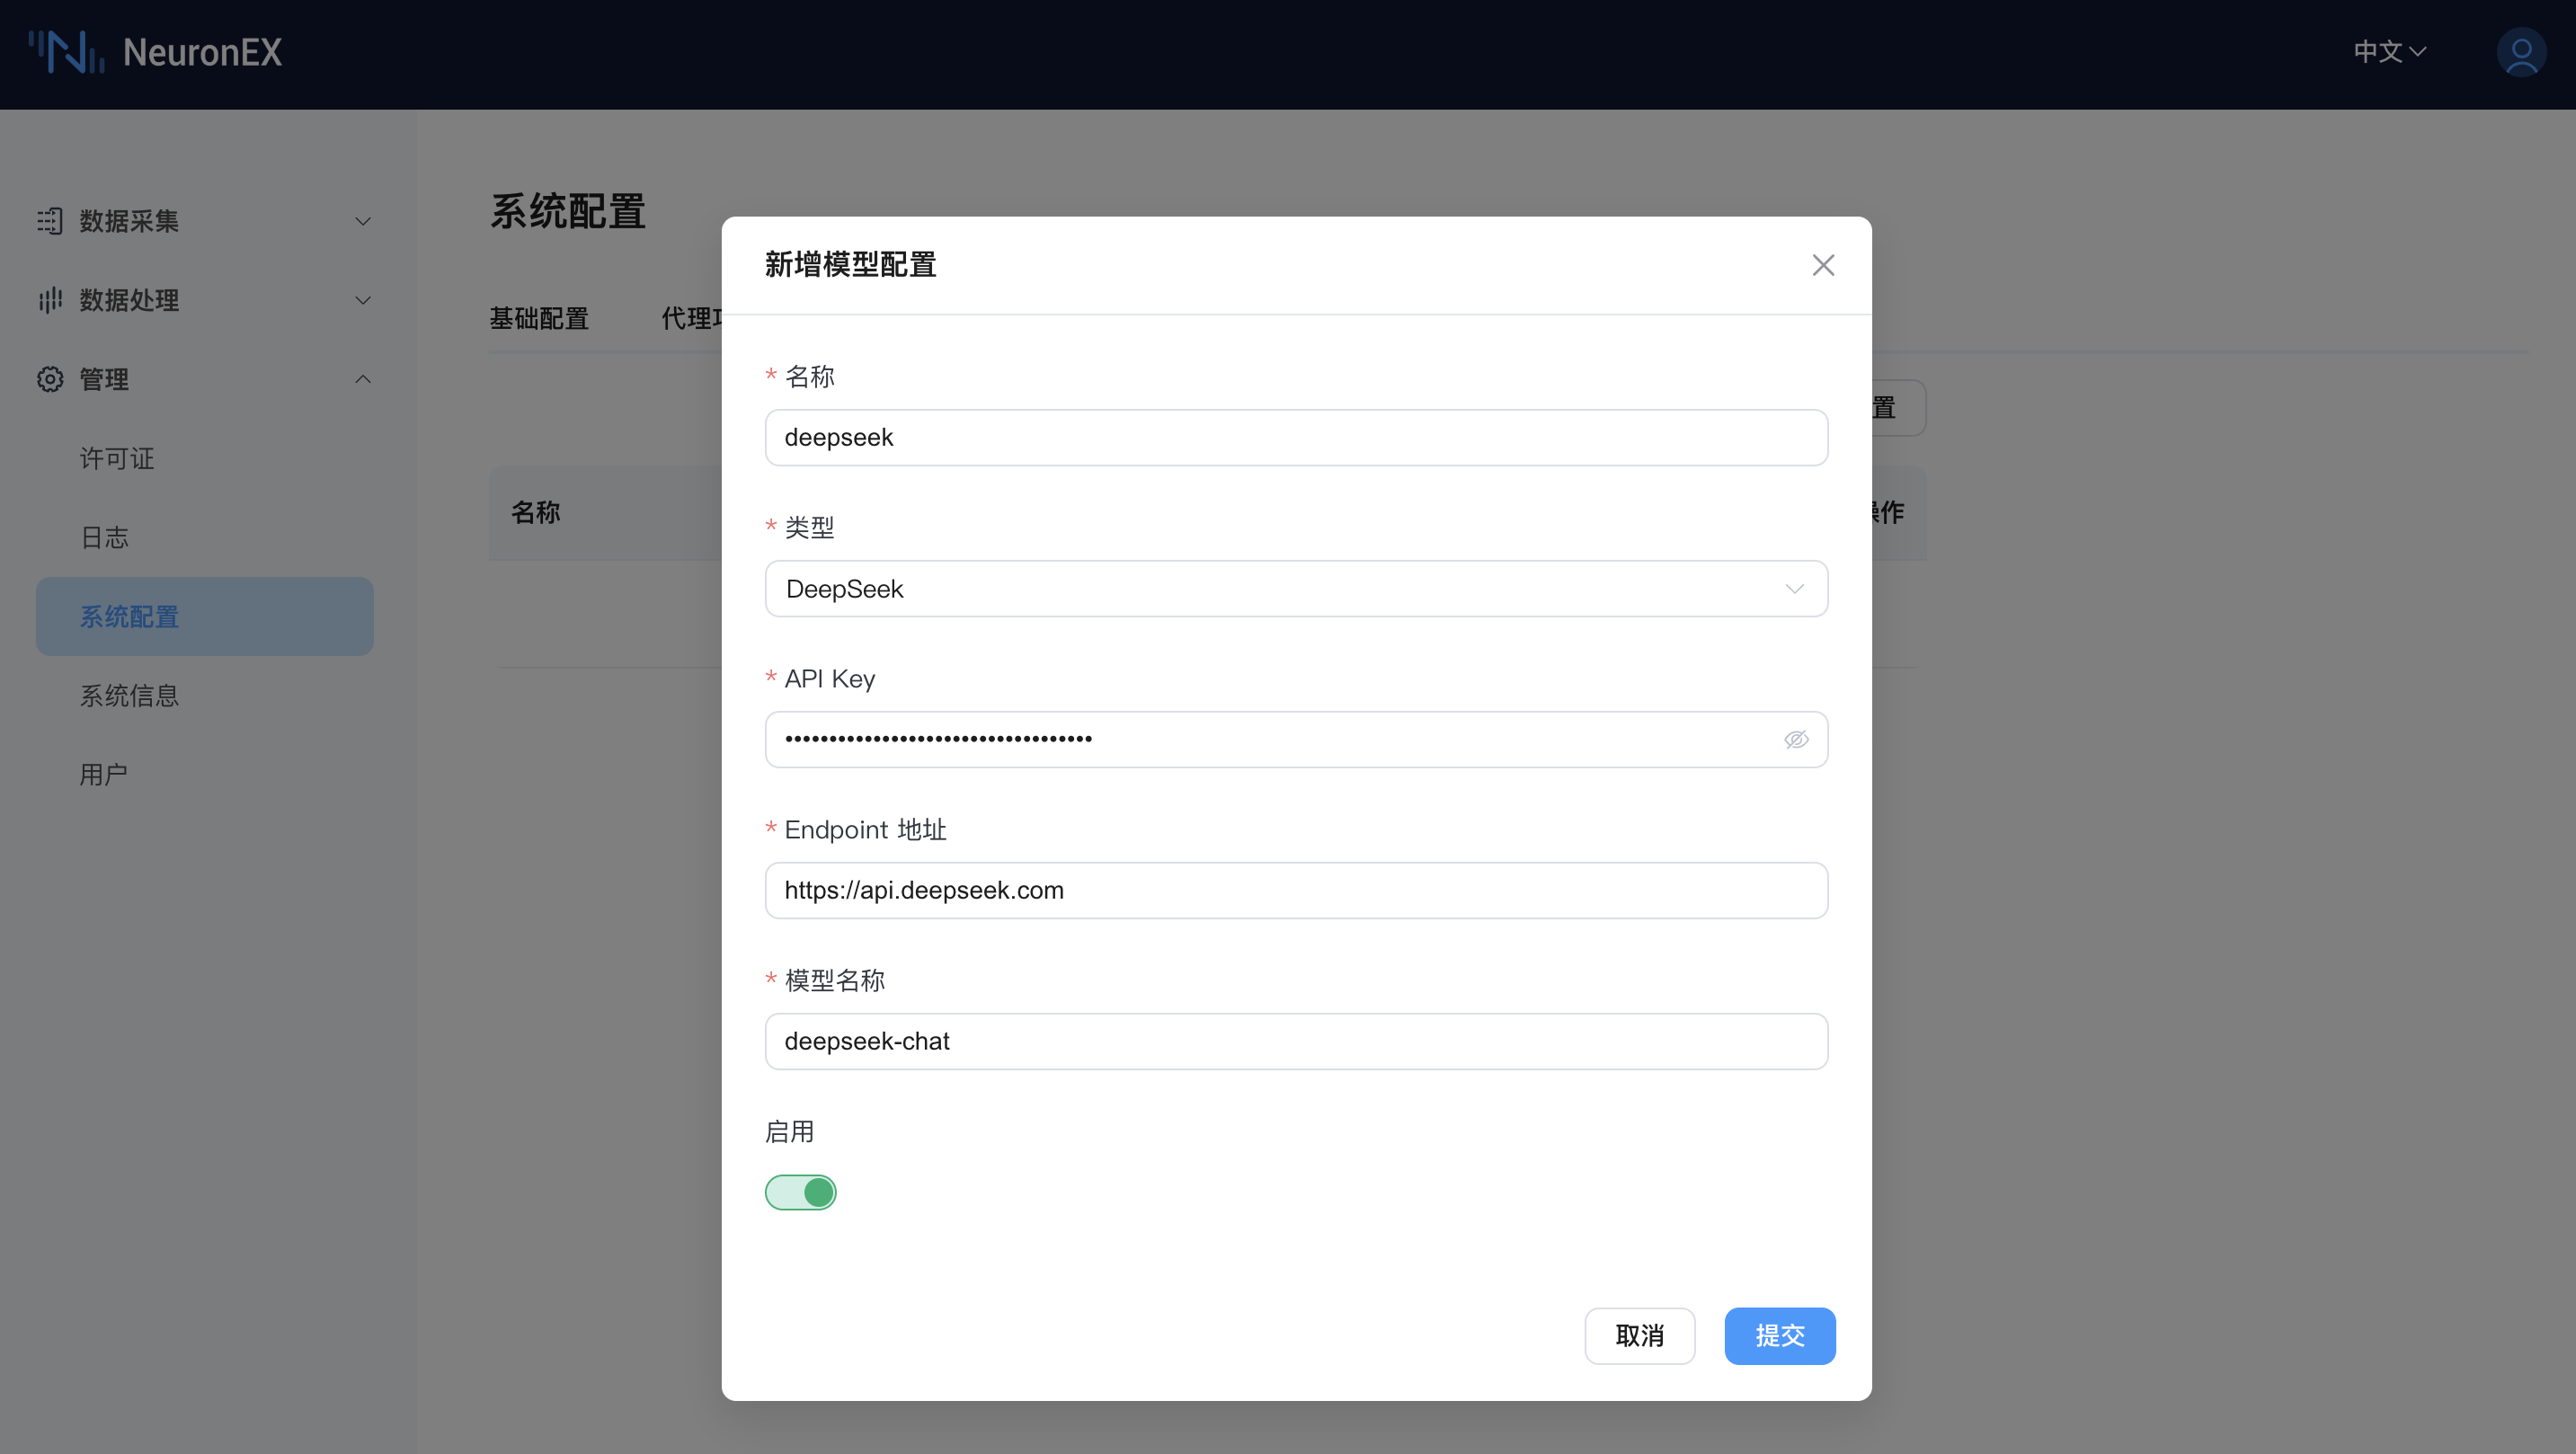 NeuronEX
中文
数据采集
数据处理
管理
许可证
日志
系统配置
系统信息
用户
系统配置
基础配置
代理
置
名称
操作
新增模型配置
* 名称
deepseek
* 类型
DeepSeek
* API Key
•••••••••••••••••••••••••••••••••••
* Endpoint 地址
https://api.deepseek.com
* 模型名称
deepseek-chat
启用
取消
提交